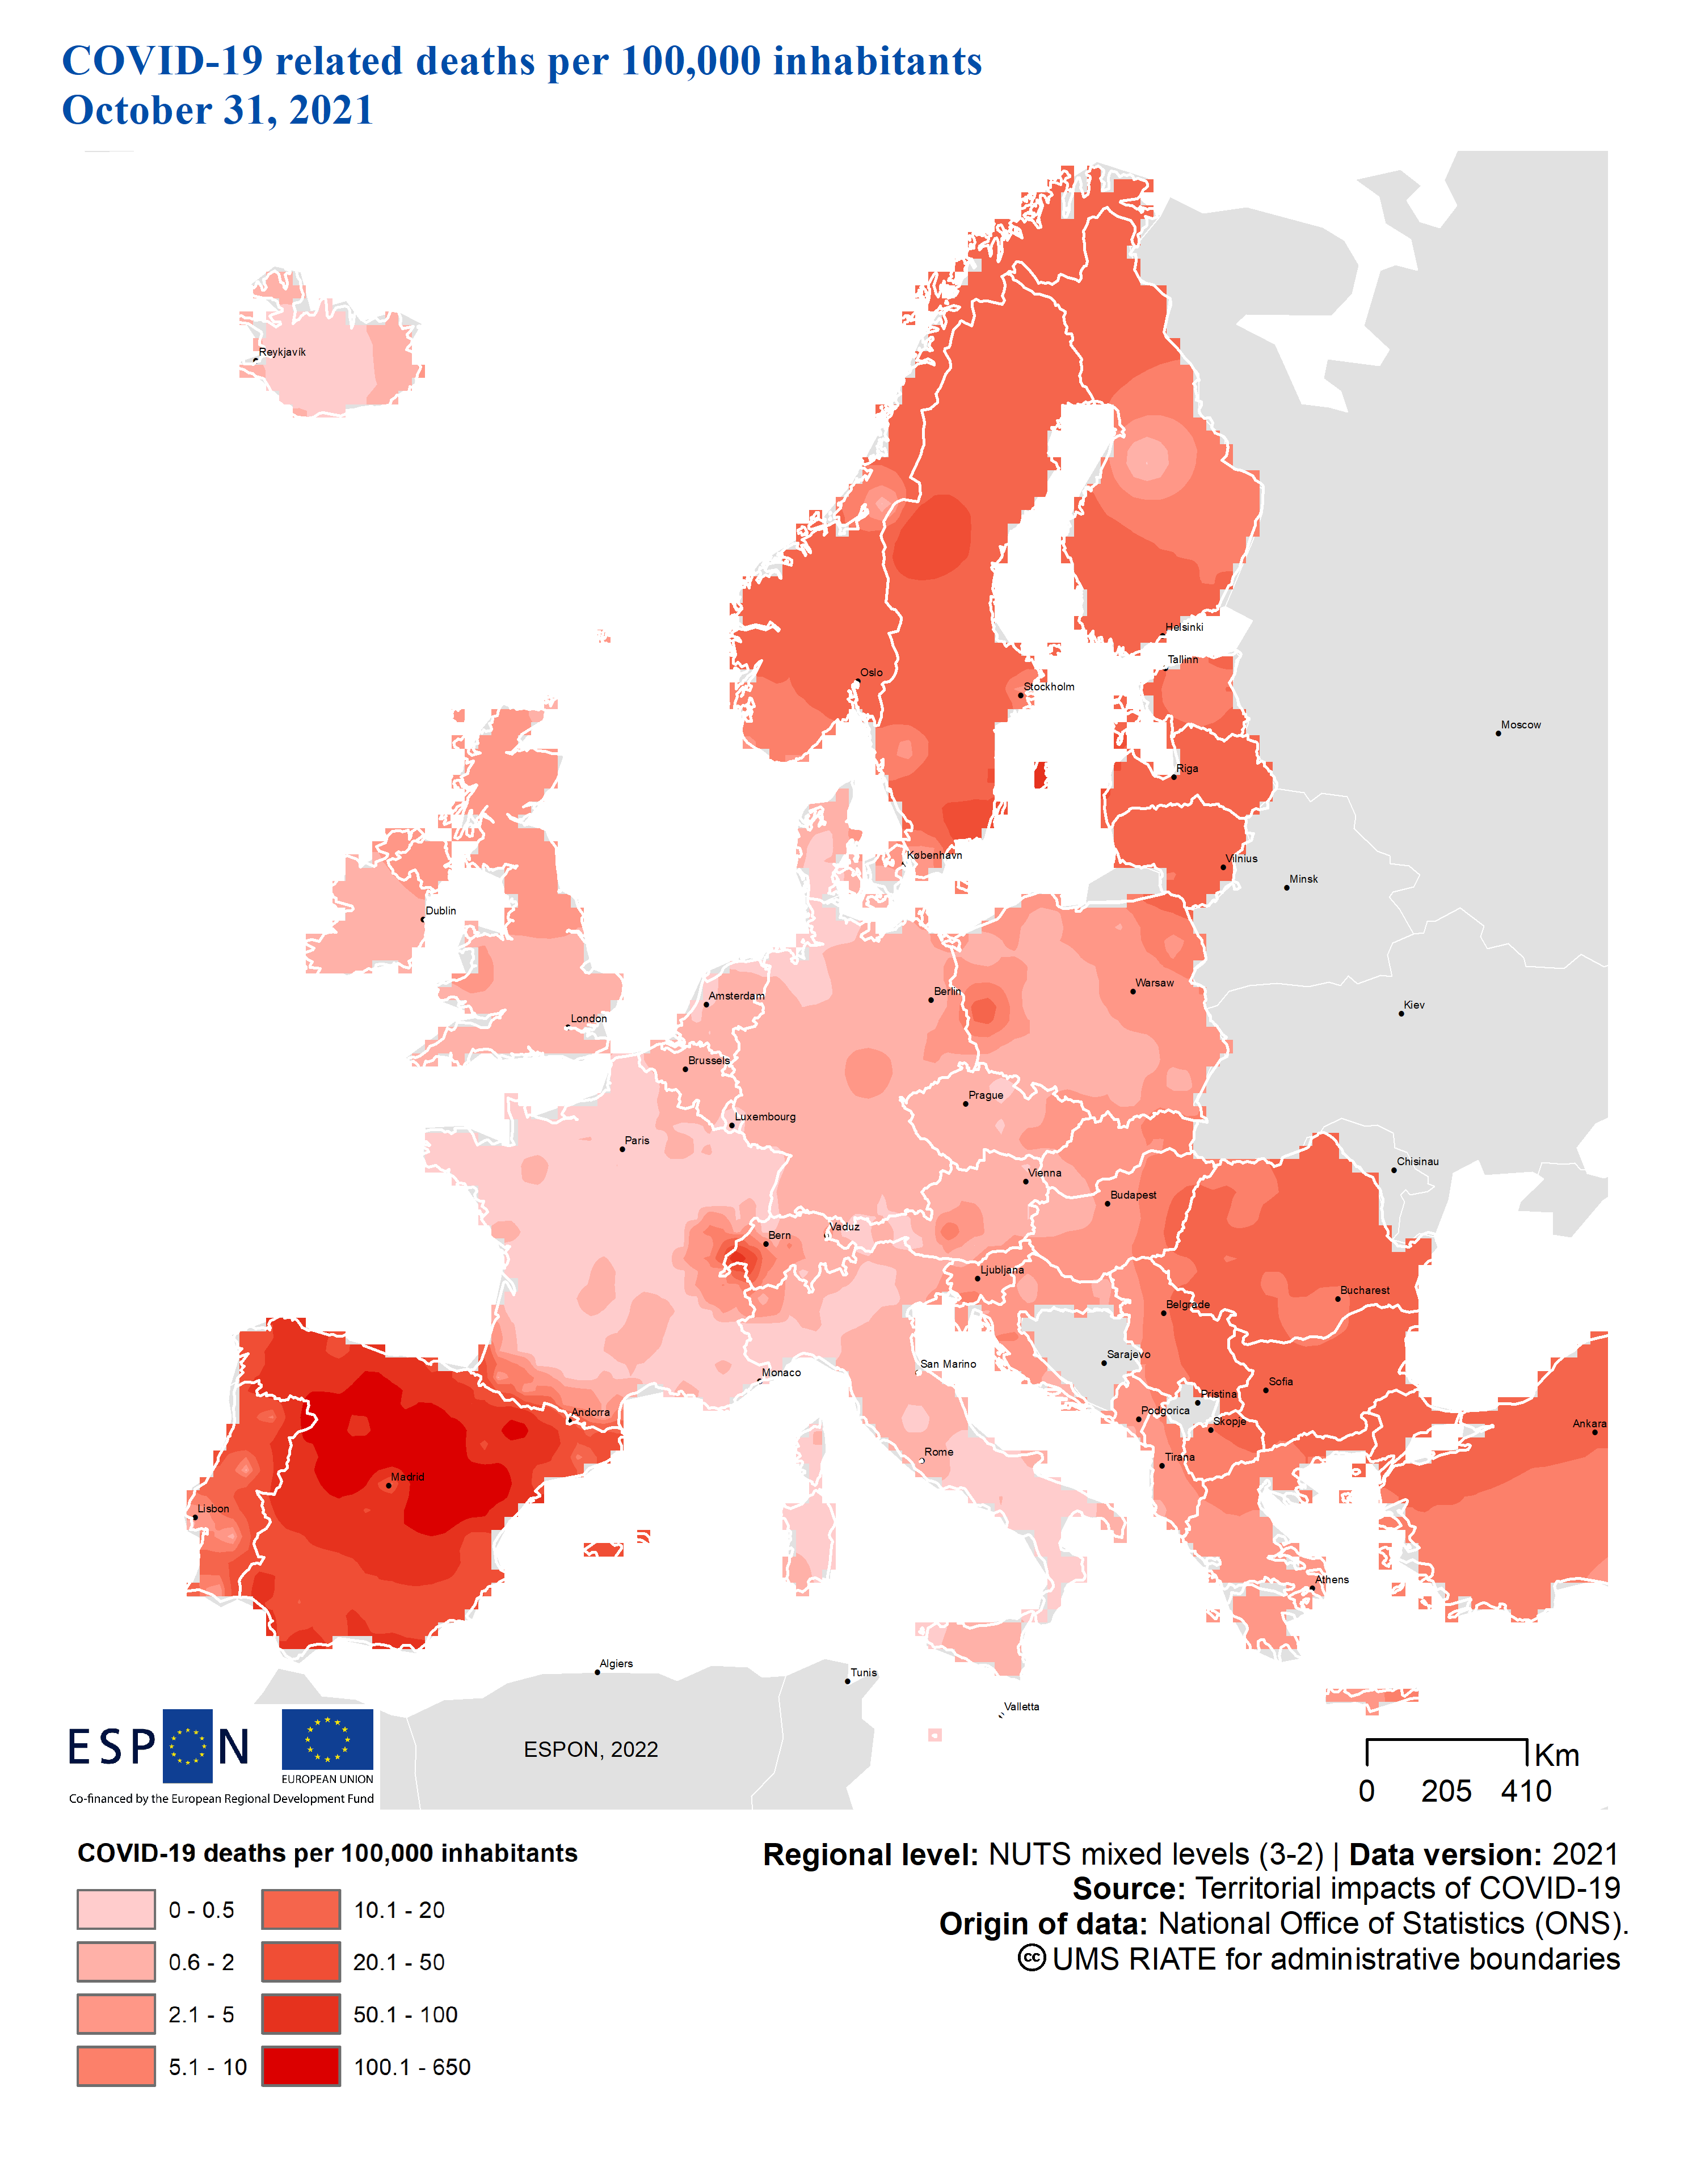 COVID-19 related deaths per 100,000 inhabitants
October 31, 2021
Reykjavík
Helsinki
Tallinn
Oslo
Stockholm
Moscow
Riga
København
Vilnius
Minsk
Dublin
Amsterdam
Berlin
Warsaw
London
Kiev
Brussels
Prague
Luxembourg
Paris
Chisinau
Vienna
Budapest
Bern
Vaduz
Ljubljana
Bucharest
Belgrade
Sarajevo
San Marino
Monaco
Sofia
Pristina
Andorra
Podgorica
Skopje
Ankara
Rome
Tirana
Madrid
Lisbon
Athens
Algiers
Tunis
Valletta
ESPON
EUROPEAN UNION
Co-financed by the European Regional Development Fund
ESPON, 2022
Km
0 205 410
COVID-19 deaths per 100,000 inhabitants
0 - 0.5
0.6 - 2
2.1 - 5
5.1 - 10
10.1 - 20
20.1 - 50
50.1 - 100
100.1 - 650
Regional level: NUTS mixed levels (3-2) | Data version: 2021
Source: Territorial impacts of COVID-19
Origin of data: National Office of Statistics (ONS).
cc UMS RIATE for administrative boundaries